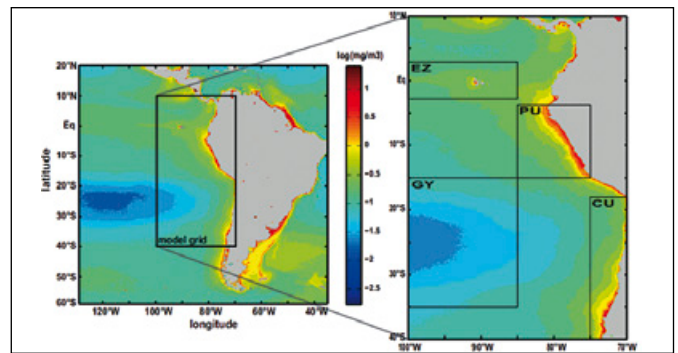 log(mg/m3)
20°N
10°N
Eq
10°S
20°S
30°S
40°S
50°S
60°S
latitude
model grid
120°W 100°W 80°W 60°W 40°W
longitude
1
0.5
0
-0.5
-1
-1.5
-2
-2.5
10°N
Eq
10°S
20°S
30°S
40°S
EZ
PU
GY
CU
100°W 90°W 80°W 70°W